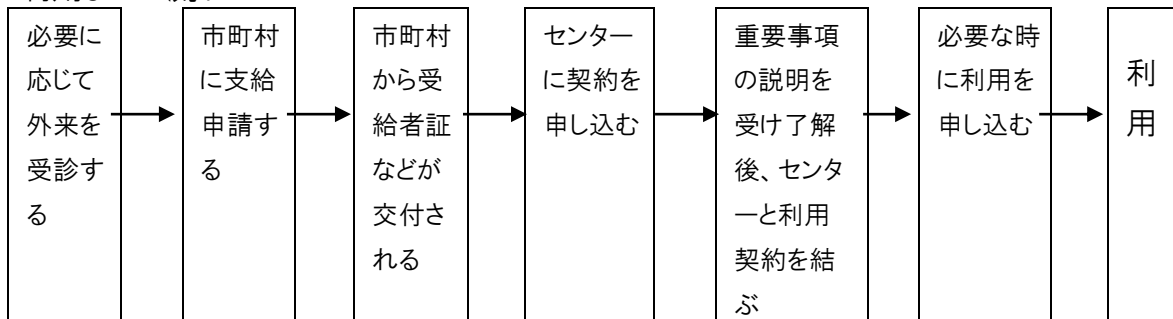 必要に
応じて
外来を
受診す
る
市町村
に支給
申請す
る
市町村
から受
給者証
などが
交付さ
れる
センター
に契約を
申し込む
重要事項
の説明を
受け了解
後、センタ
ーと利用
契約を結
ぶ
必要な時
に利用を
申し込む
利
用